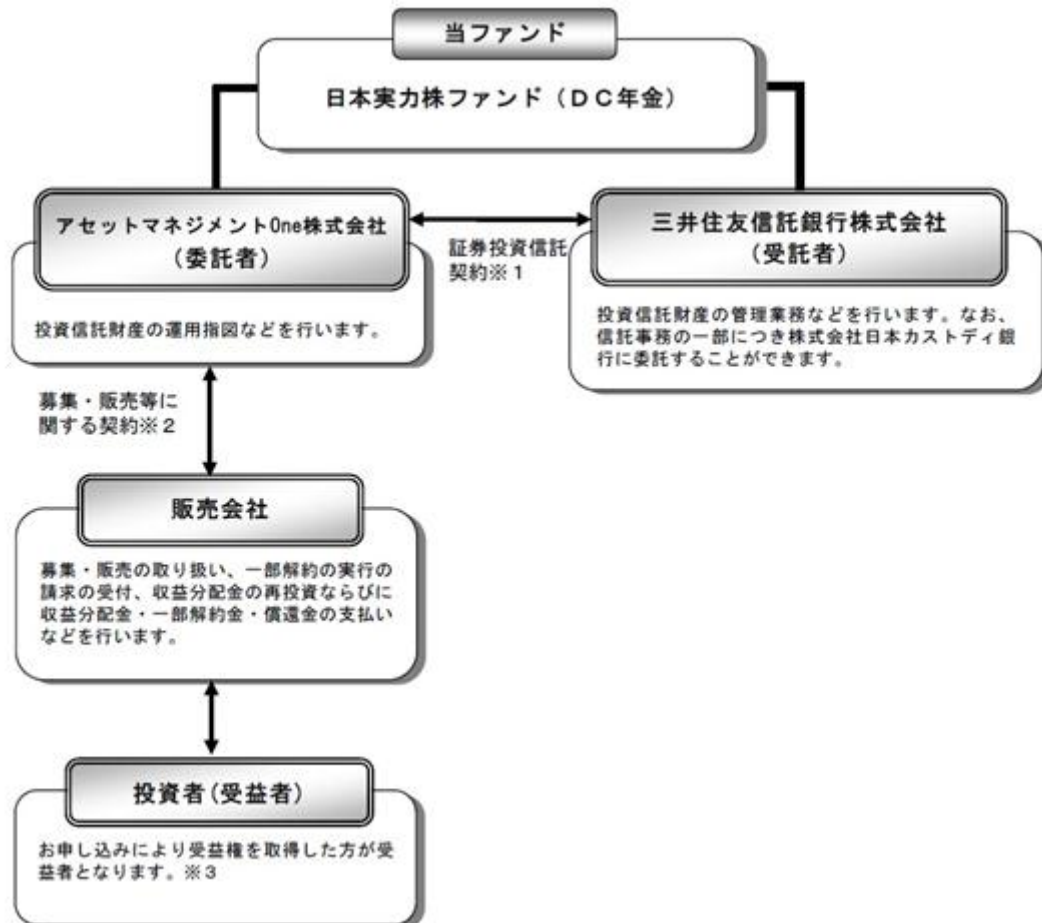 当ファンド
日本実力株ファンド（ＤＣ年金）
アセットマネジメントOne株式会社
（委託者）
投資信託財産の運用指図などを行います。
証券投資信託
契約※１
三井住友信託銀行株式会社
（受託者）
投資信託財産の管理業務などを行います。なお、
信託事務の一部につき株式会社日本カストディ銀
行に委託することができます。
募集・販売等に
関する契約※２
販売会社
募集・販売の取り扱い、一部解約の実行の
請求の受付、収益分配金の再投資ならびに
収益分配金・一部解約金・償還金の支払い
などを行います。
投資者（受益者）
お申し込みにより受益権を取得した方が受
益者となります。※３